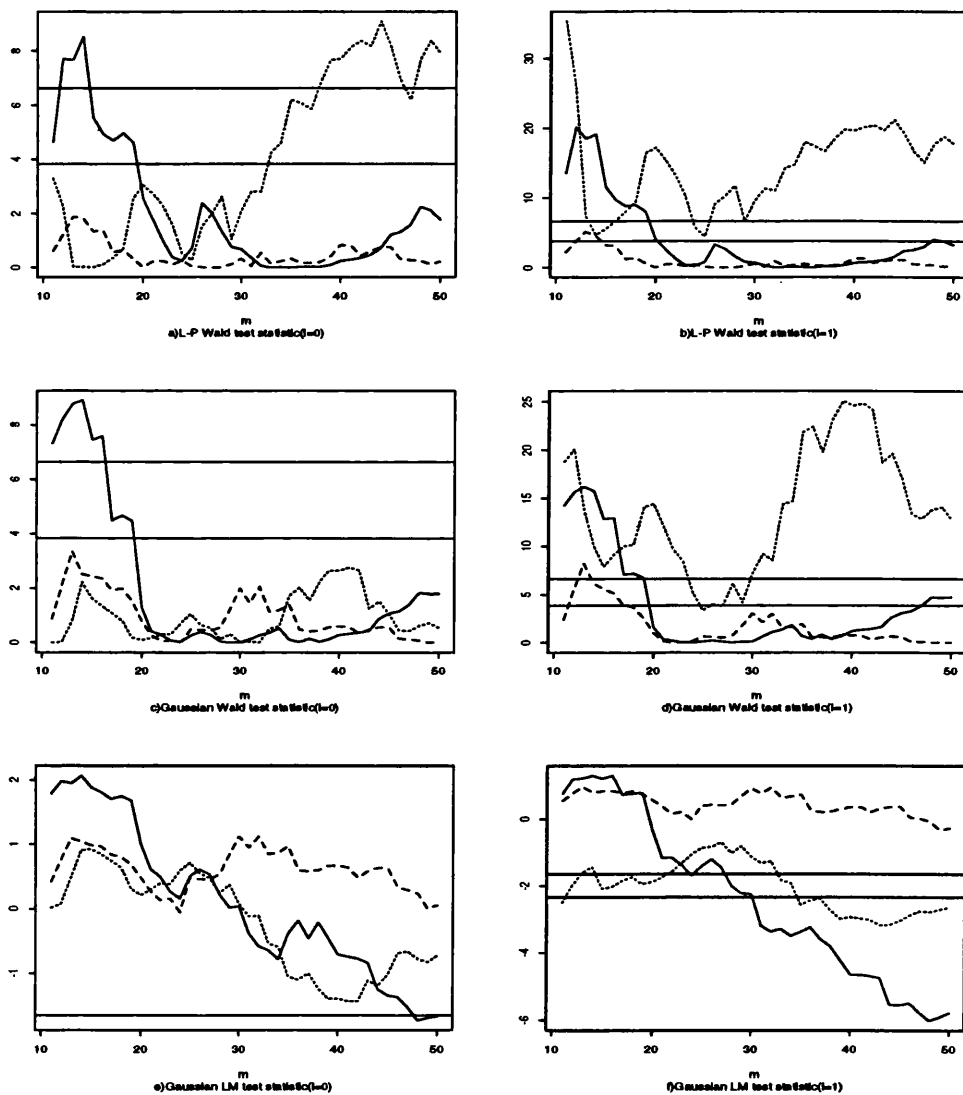 8
6
4
2
0
10 20 30 40 50
m
a)L-P Wald test statistic(i=0)
30
20
10
0
10 20 30 40 50
m
b)L-P Wald test statistic(i=1)
8
6
4
2
0
10 20 30 40 50
m
c)Gaussian Wald test statistic(i=0)
25
20
15
10
5
0
10 20 30 40 50
m
d)Gaussian Wald test statistic(i=1)
2
1
0
-1
10 20 30 40 50
m
e)Gaussian LM test statistic(i=0)
0
-2
-4
-6
10 20 30 40 50
m
f)Gaussian LM test statistic(i=1)